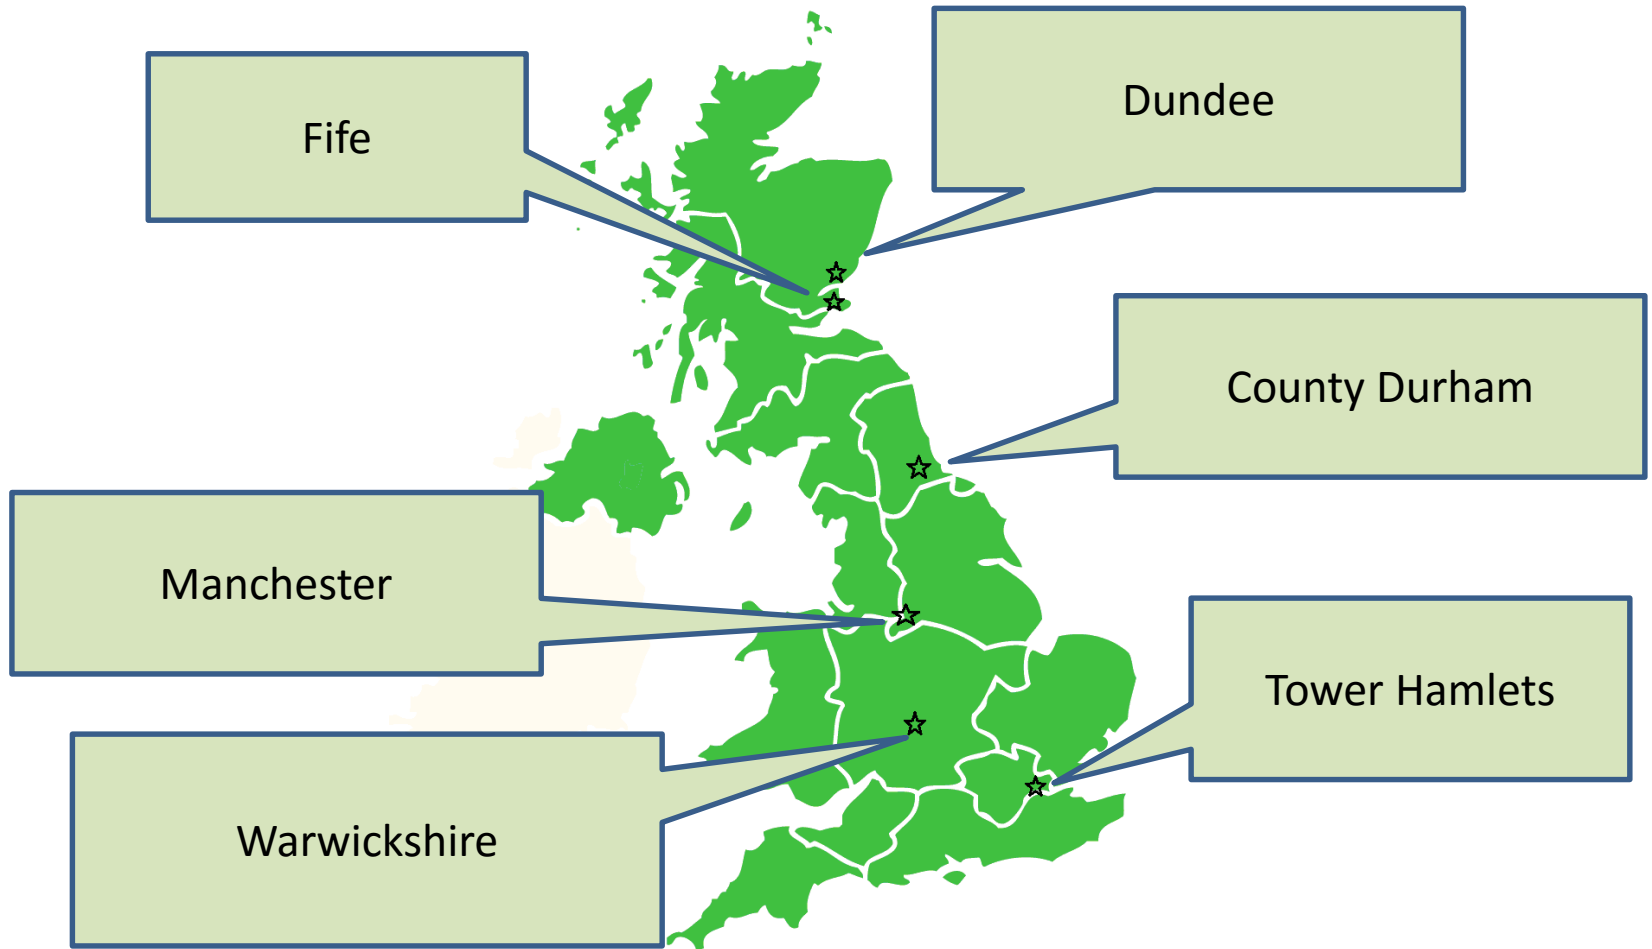 Dundee
Fife
County Durham
Manchester
Tower Hamlets
Warwickshire